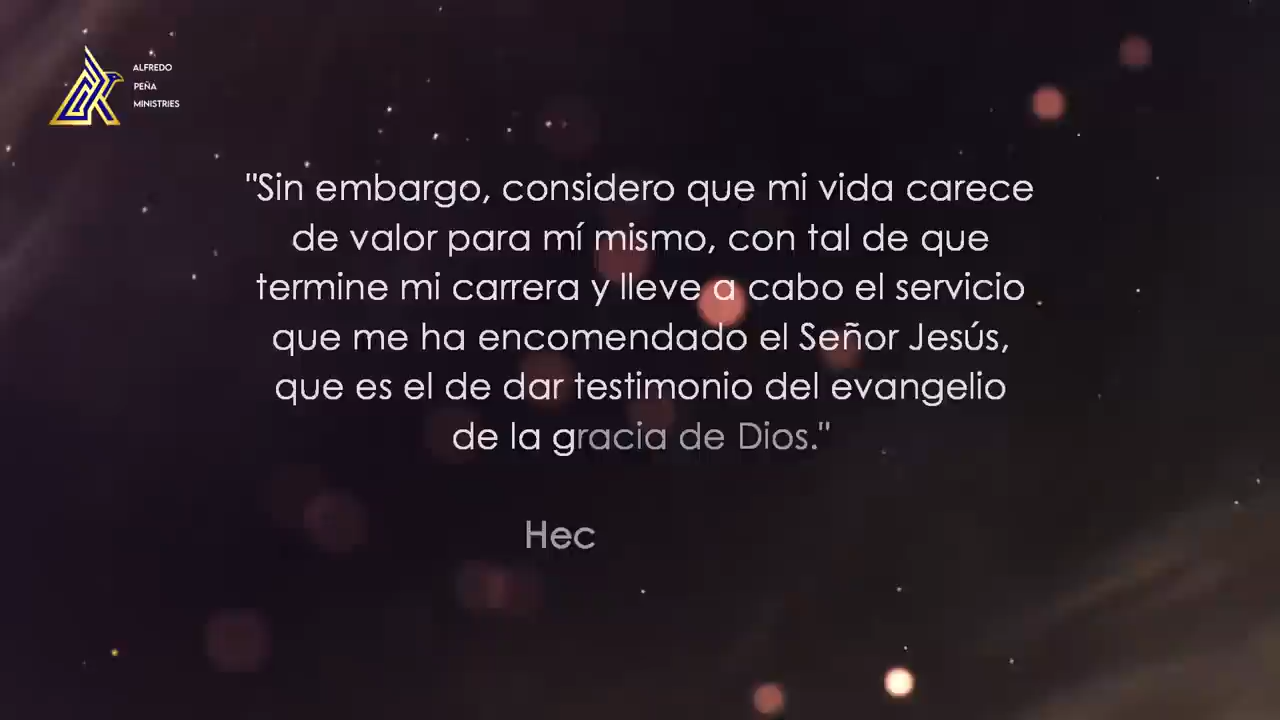 ALFREDO
PEÑA
MINISTRIES
"Sin embargo, considero que mi vida carece
de valor para mí mismo, con tal de que
termine mi carrera y lleve a cabo el servicio
que me ha encomendado el Señor Jesús,
que es el de dar testimonio del evangelio
de la gracia de Dios."
Hec